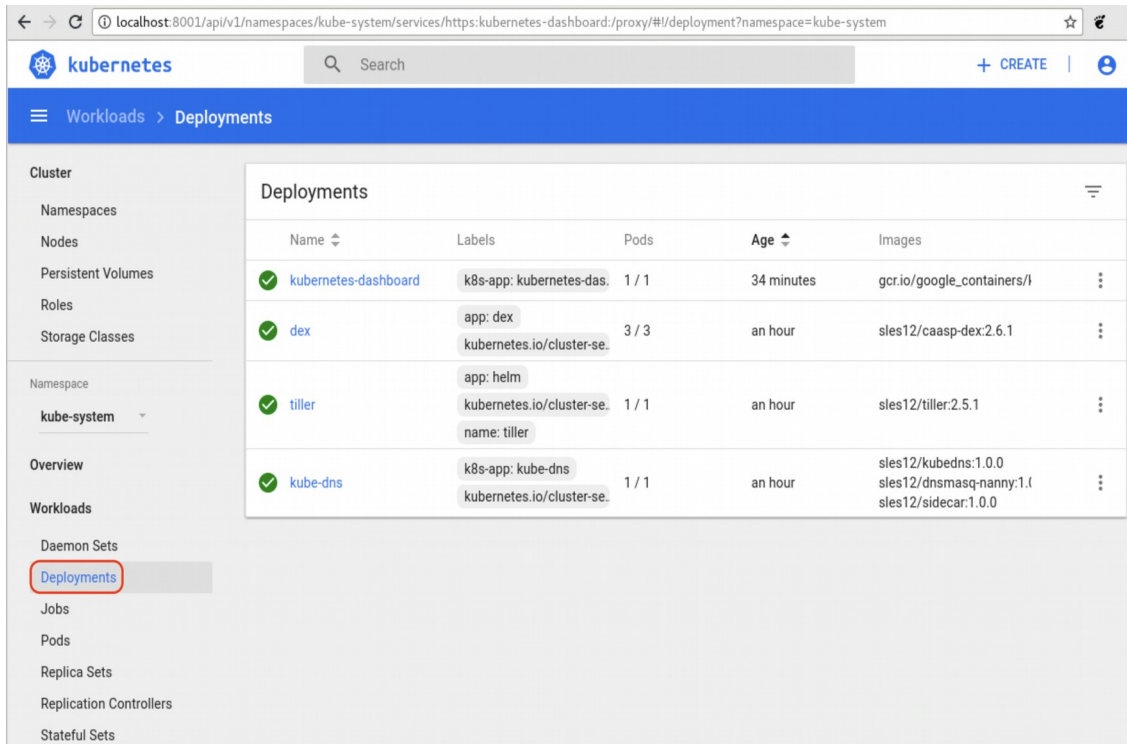 localhost:8001/api/v1/namespaces/kube-system/services/https:kubernetes-dashboard:/proxy/#!/deployment?namespace=kube-system
kubernetes
Search
+ CREATE
Workloads > Deployments
Cluster
Namespaces
Nodes
Persistent Volumes
Roles
Storage Classes
Namespace
kube-system
Overview
Workloads
Daemon Sets
Deployments
Jobs
Pods
Replica Sets
Replication Controllers
Stateful Sets
Deployments
Name Labels Pods Age Images
kubernetes-dashboard k8s-app: kubernetes-das. 1 / 1 34 minutes gcr.io/google_containers/
app: dex
dex 3 / 3 an hour sles12/caasp-dex:2.6.1
kubernetes.io/cluster-se..
app: helm
tiller kubernetes.io/cluster-se.. 1 / 1 an hour sles12/tiller:2.5.1
name: tiller
sles12/kubedns:1.0.0
k8s-app: kube-dns
kube-dns 1 / 1 an hour sles12/dnsmasq-nanny:1.
kubernetes.io/cluster-se..
sles12/sidecar:1.0.0